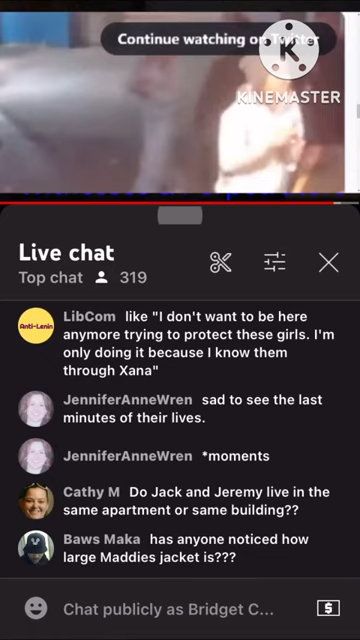 Continue watching on Twitter
KINEMASTER
Live chat
Top chat 319
LibCom like "I don't want to be here
anymore trying to protect these girls. I'm
only doing it because I know them
through Xana"
Anti-Lenin
JenniferAnneWren sad to see the last
minutes of their lives.
JenniferAnneWren *moments
Cathy M Do Jack and Jeremy live in the
same apartment or same building??
Baws Maka has anyone noticed how
large Maddies jacket is???
Chat publicly as Bridget C...